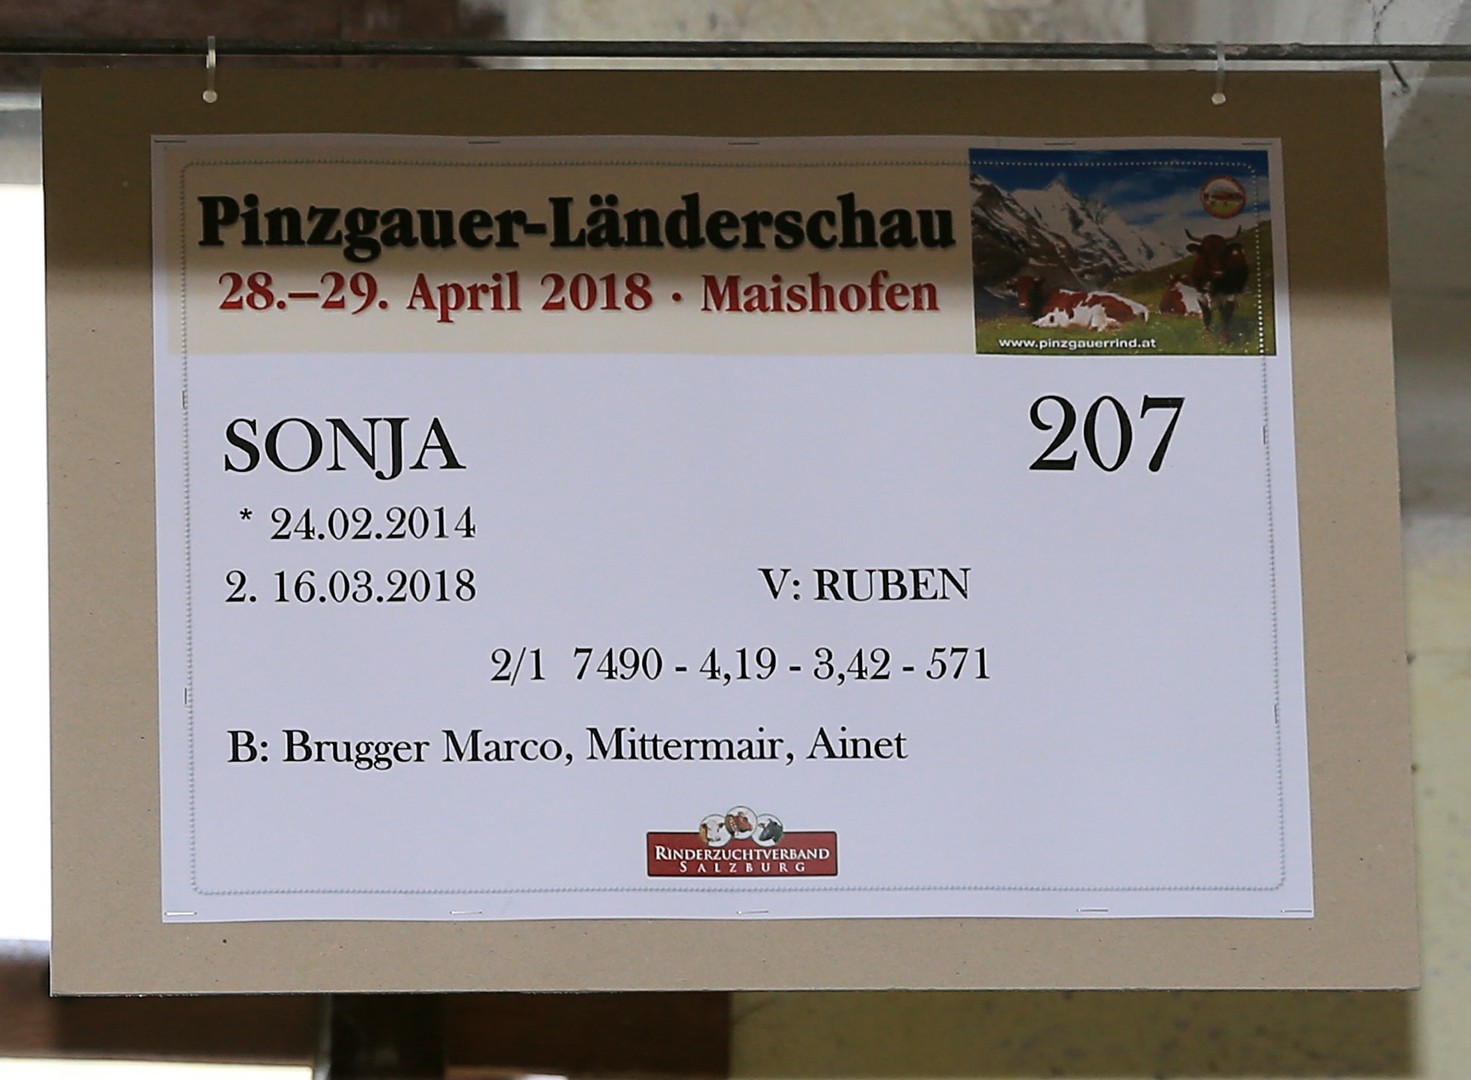 Pinzgauer-Länderschau
28.–29. April 2018 · Maishofen
www.pinzgauerrind.at
SONJA 207
* 24.02.2014
2. 16.03.2018 V: RUBEN
2/1 7490 - 4,19 - 3,42 - 571
B: Brugger Marco, Mittermair, Ainet
RINDERZUCHTVERBAND
SALZBURG